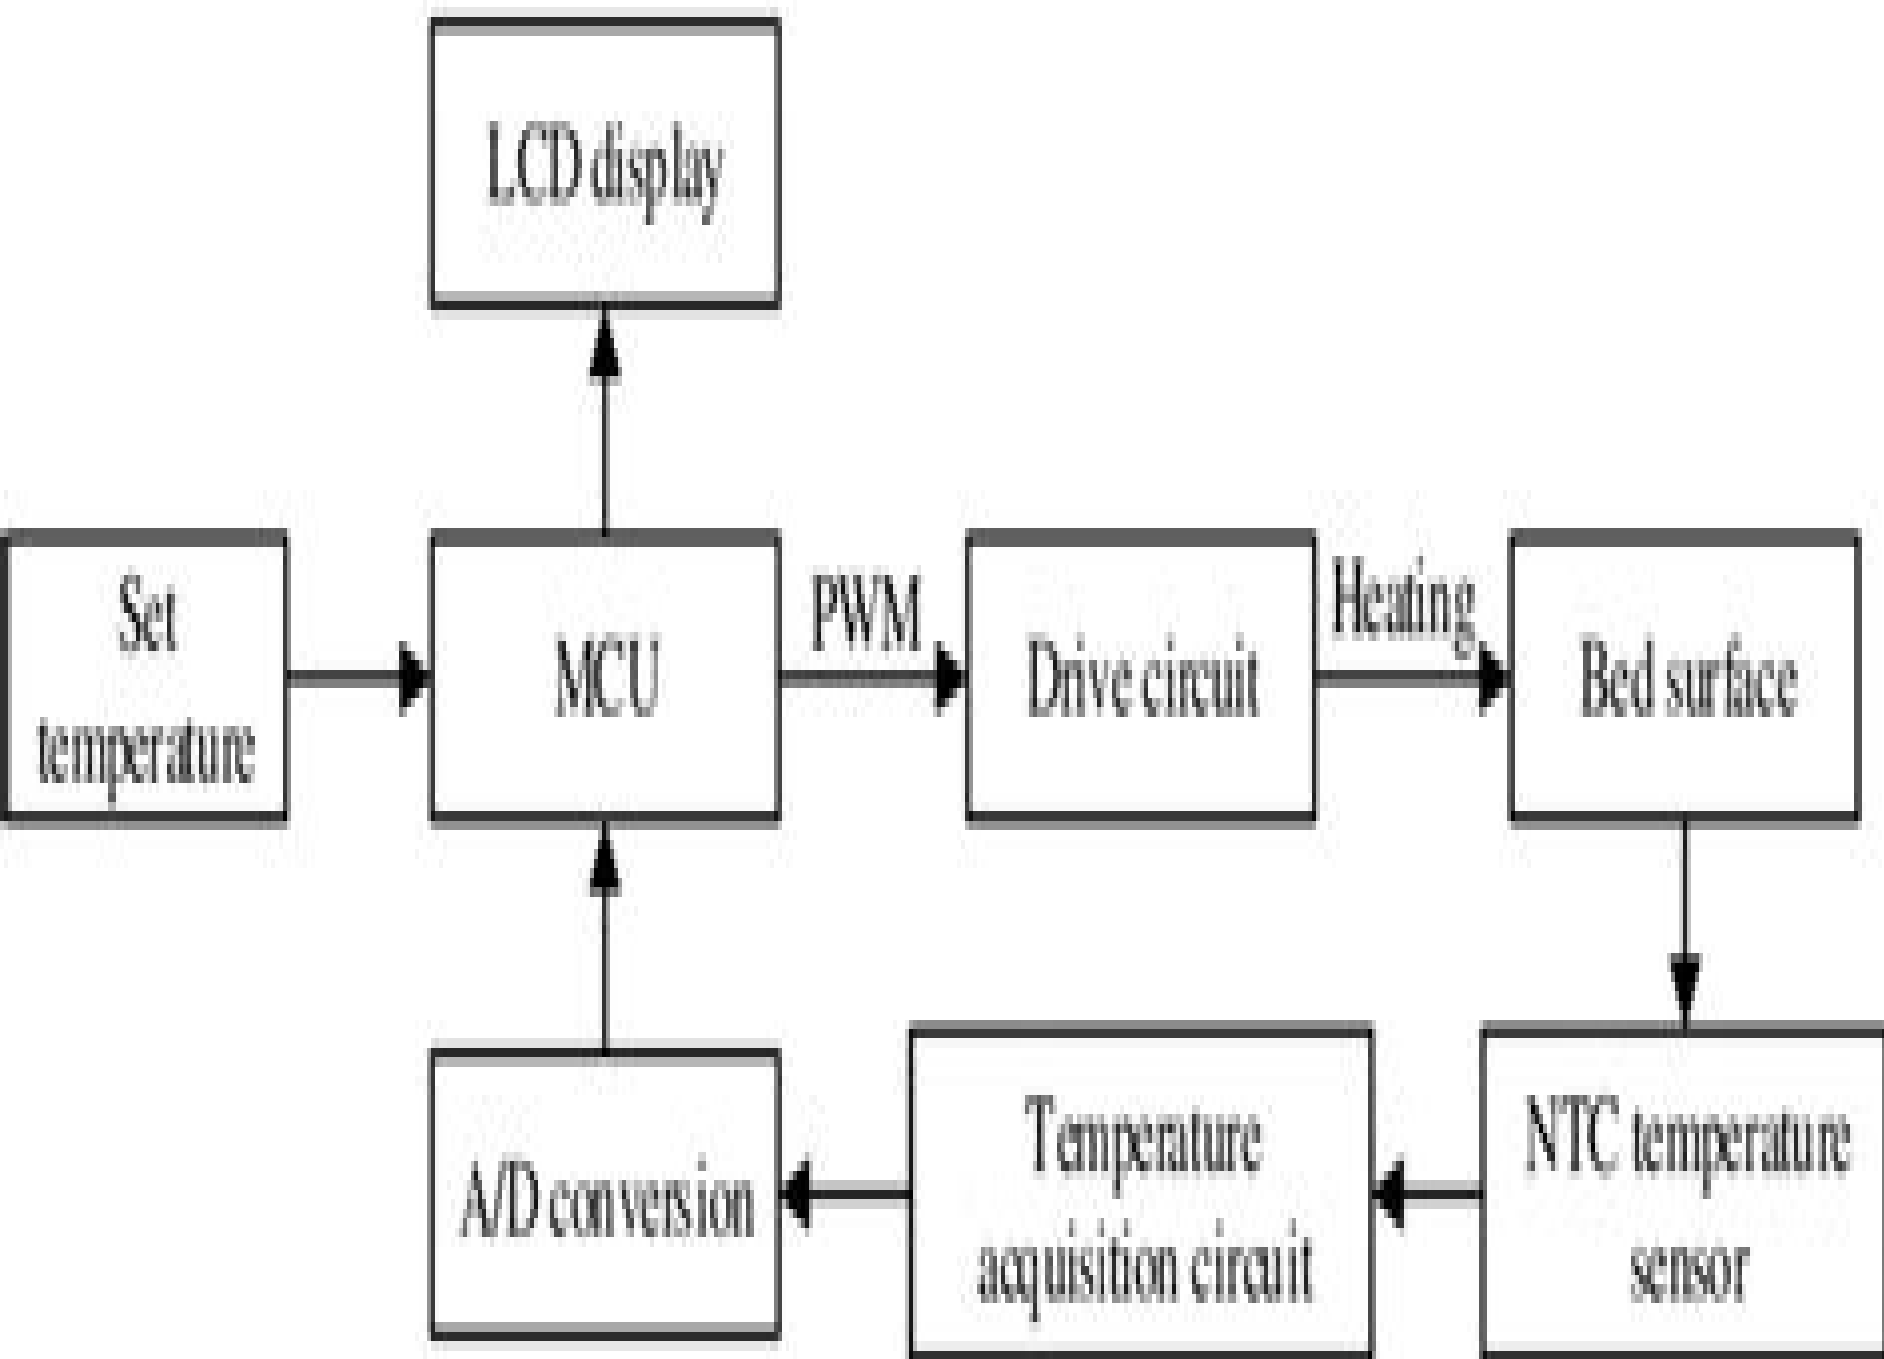 LCD display
Set
temperature
MCU
PWM
Drive circuit
Heating
Bed surface
A/D conversion
Temperature
acquisition circuit
NTC temperature
sensor